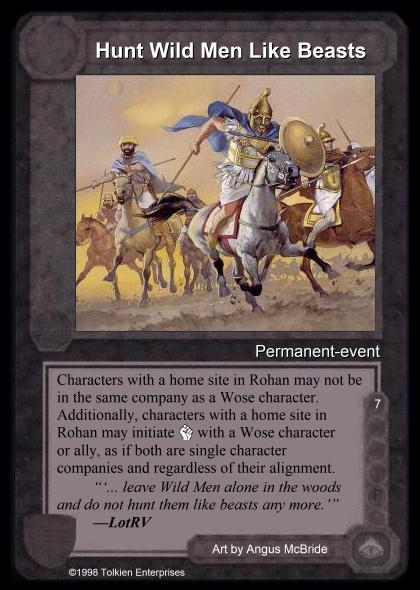 Hunt Wild Men Like Beasts
Permanent-event
Characters with a home site in Rohan may not be
in the same company as a Wose character.
Additionally, characters with a home site in
Rohan may initiate with a Wose character
or ally, as if both are single character
companies and regardless of their alignment.
“‘... leave Wild Men alone in the woods
and do not hunt them like beasts any more.’”
—LotRV
7
Art by Angus McBride
©1998 Tolkien Enterprises